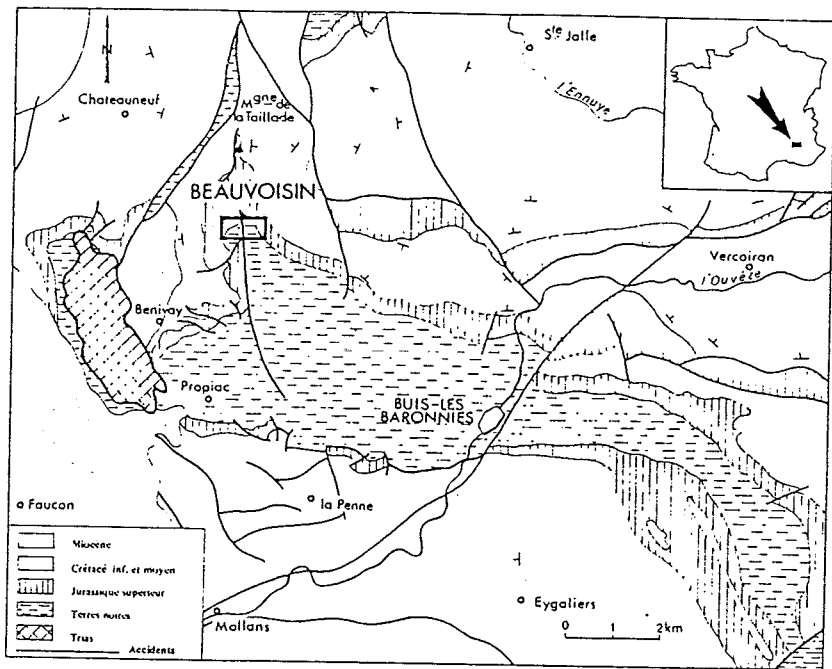 Ste Jalle
l'Ennuye
N
Chateauneuf
Mgne de
la Taillade
BEAUVOISIN
Vercoiran
l'Ouvèze
Benivay
Propiac
BUIS-LES
BARONNIES
Faucon
la Penne
Miocène
Crétacé inf. et moyen
Jurassique superieur
Terres noires
Trias
Accidents
Mollans
Eygaliers
0 1 2km